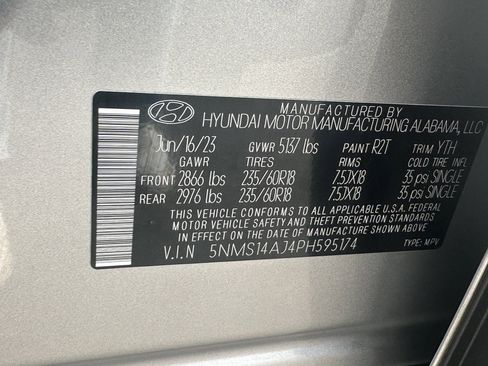 MANUFACTURED BY
HYUNDAI MOTOR MANUFACTURING ALABAMA, LLC
Jun/16/23 GVWR 5137 lbs PAINT R2T TRIM YTH
GAWR TIRES RIMS COLD TIRE INFL
FRONT 2866 lbs 235/60R18 7.5JX18 35 psi SINGLE
REAR 2976 lbs 235/60R18 7.5JX18 35 psi SINGLE
THIS VEHICLE CONFORMS TO ALL APPLICABLE U.S.A. FEDERAL
MOTOR VEHICLE SAFETY AND THEFT PREVENTION STANDARDS
IN EFFECT ON THE DATE OF MANUFACTURE SHOWN ABOVE.
V.I.N 5NMS14AJ4PH595174 TYPE: MPV